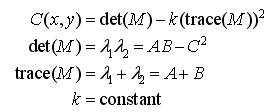 C(x,y) = det(M) − k(trace(M))²
det(M) = λ₁λ₂ = AB − C²
trace(M) = λ₁ + λ₂ = A + B
k = constant